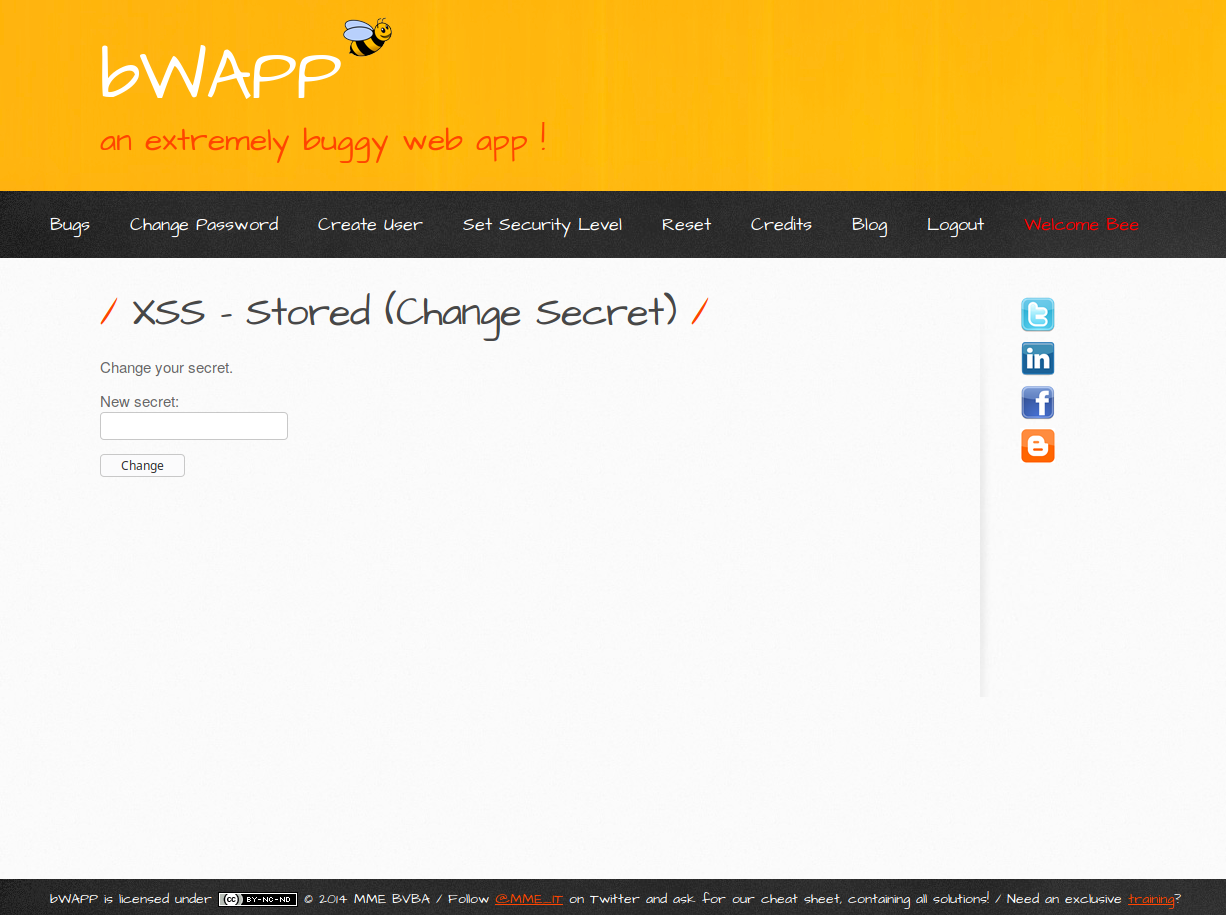 bWAPP
an extremely buggy web app !
Bugs Change Password Create User Set Security Level Reset Credits Blog Logout Welcome Bee
/ XSS - Stored (Change Secret) /
Change your secret.
New secret:
Change
bWAPP is licensed under (cc) BY-NC-ND © 2014 MME BVBA / Follow @MME_IT on Twitter and ask for our cheat sheet, containing all solutions! / Need an exclusive training?